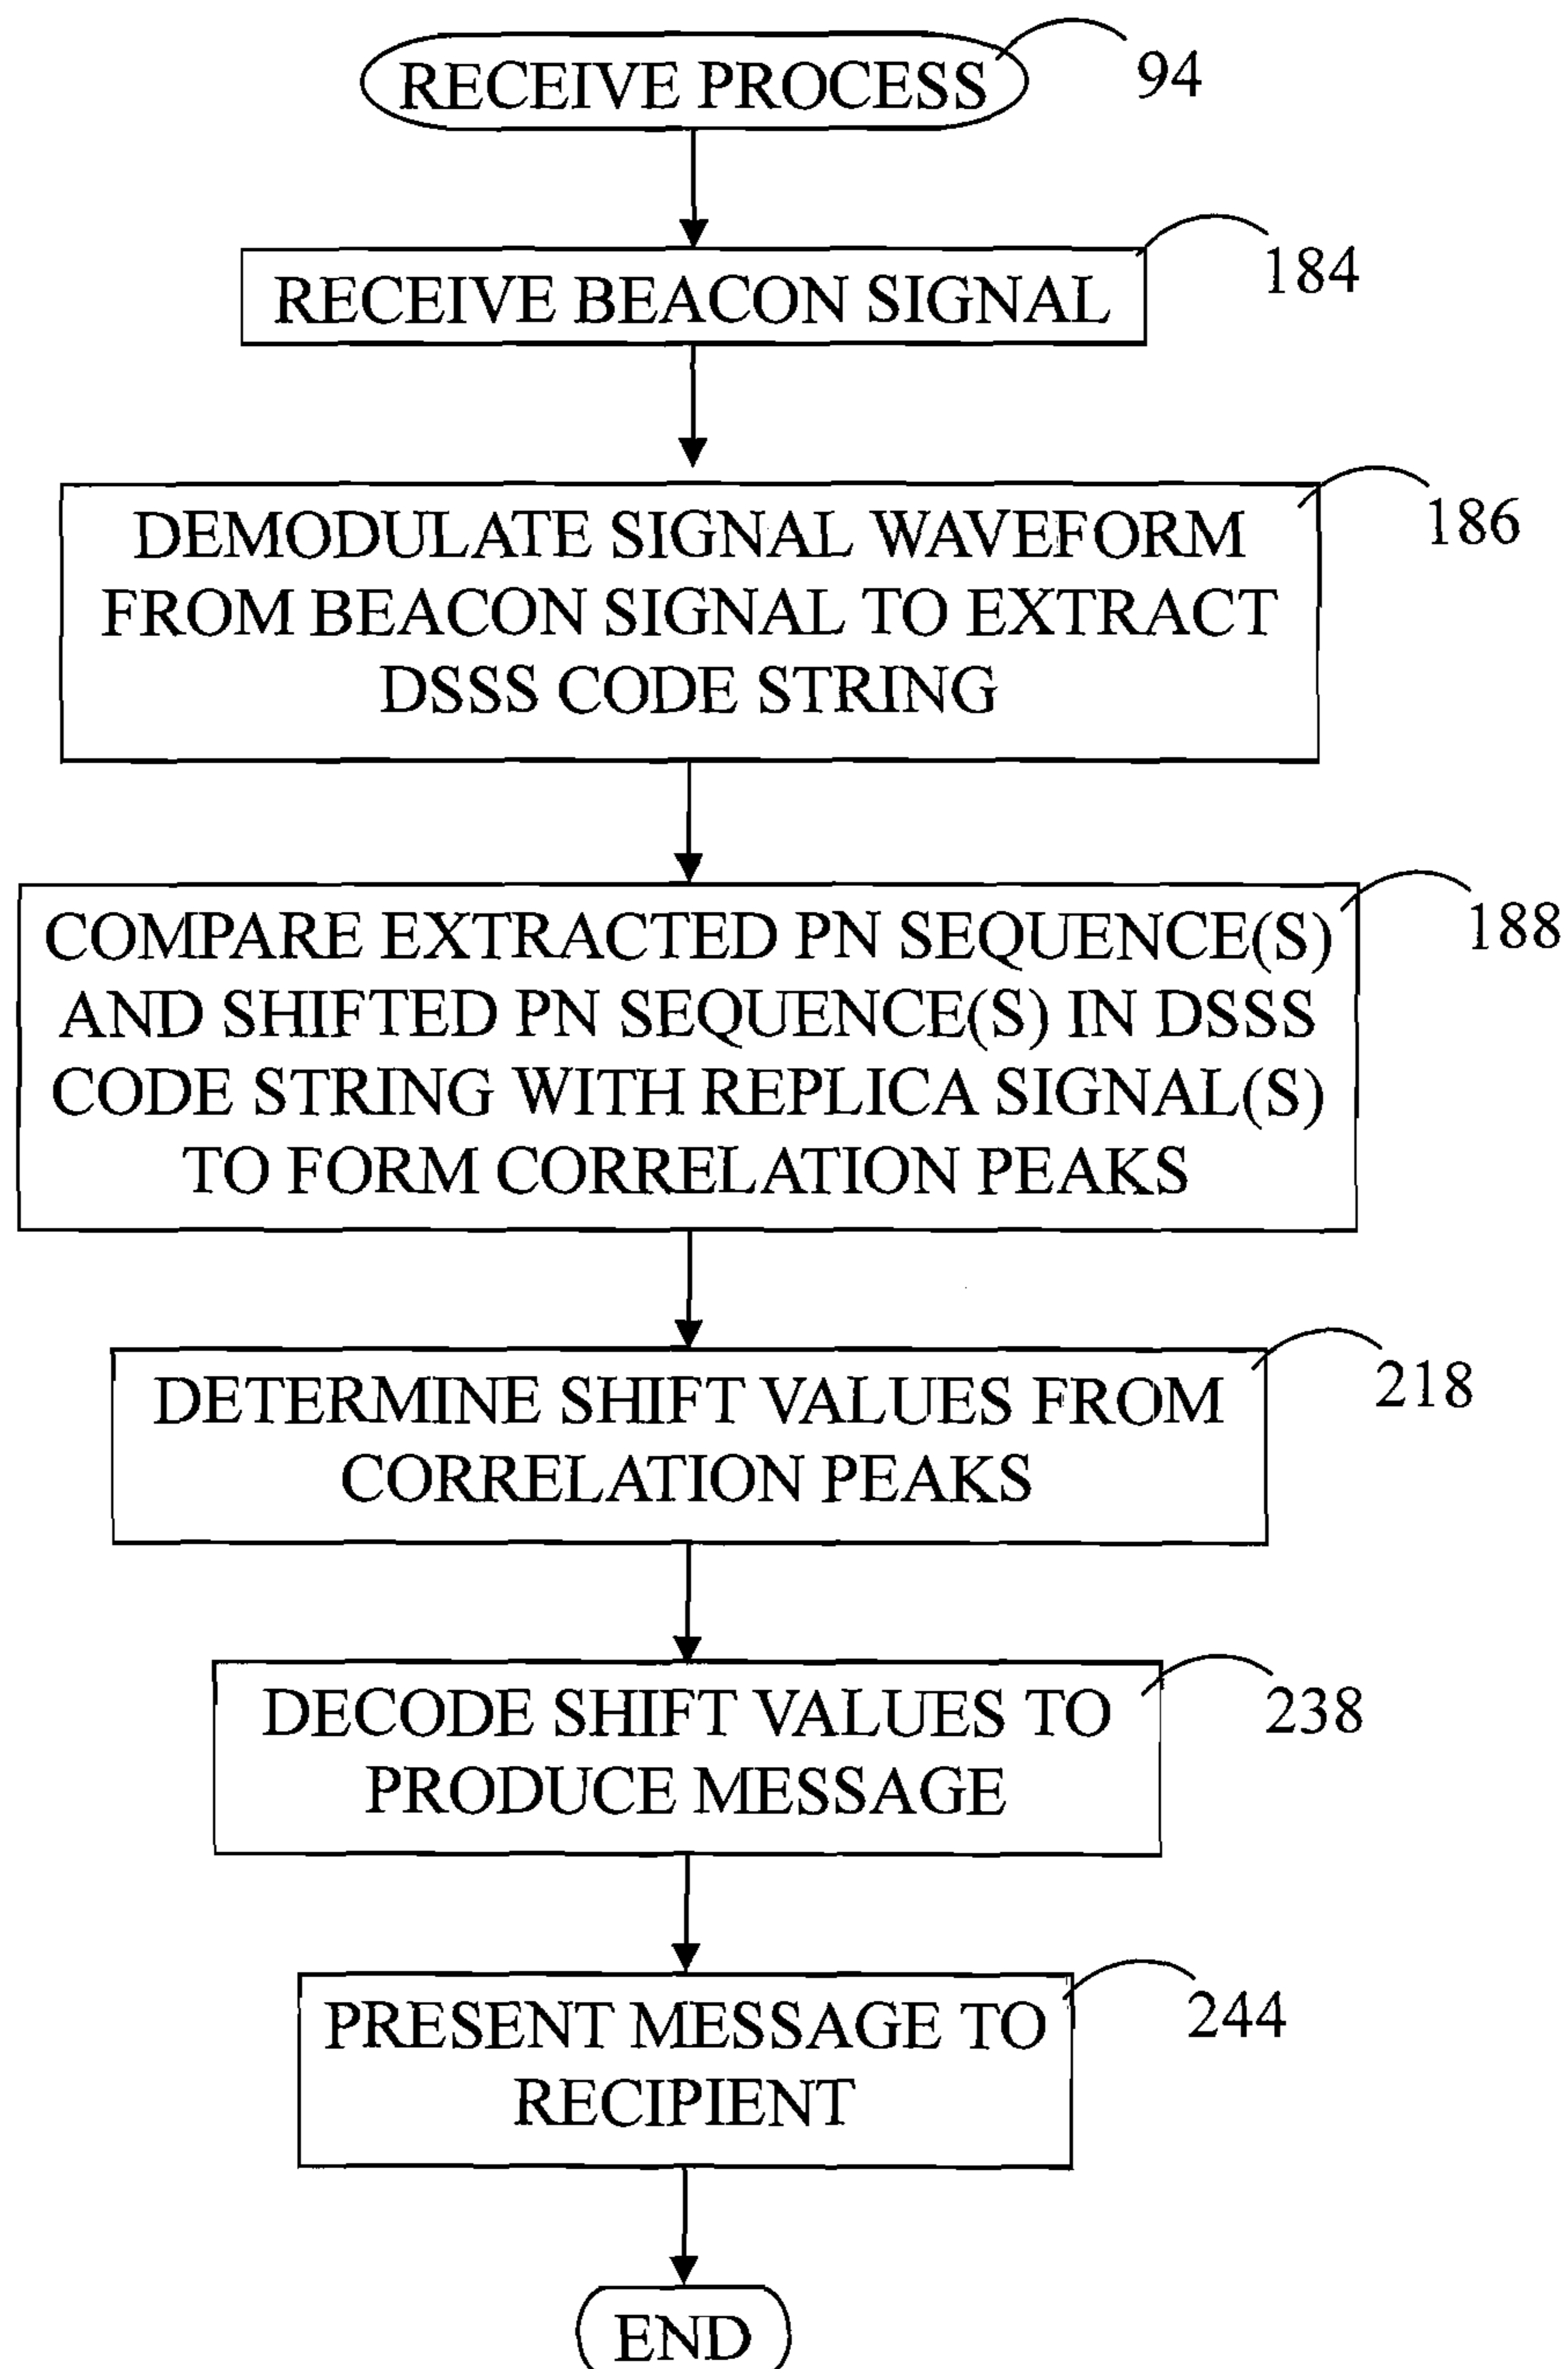 RECEIVE PROCESS
94
RECEIVE BEACON SIGNAL
184
DEMODULATE SIGNAL WAVEFORM
FROM BEACON SIGNAL TO EXTRACT
DSSS CODE STRING
186
COMPARE EXTRACTED PN SEQUENCE(S)
AND SHIFTED PN SEQUENCE(S) IN DSSS
CODE STRING WITH REPLICA SIGNAL(S)
TO FORM CORRELATION PEAKS
188
DETERMINE SHIFT VALUES FROM
CORRELATION PEAKS
218
DECODE SHIFT VALUES TO
PRODUCE MESSAGE
238
PRESENT MESSAGE TO
RECIPIENT
244
END